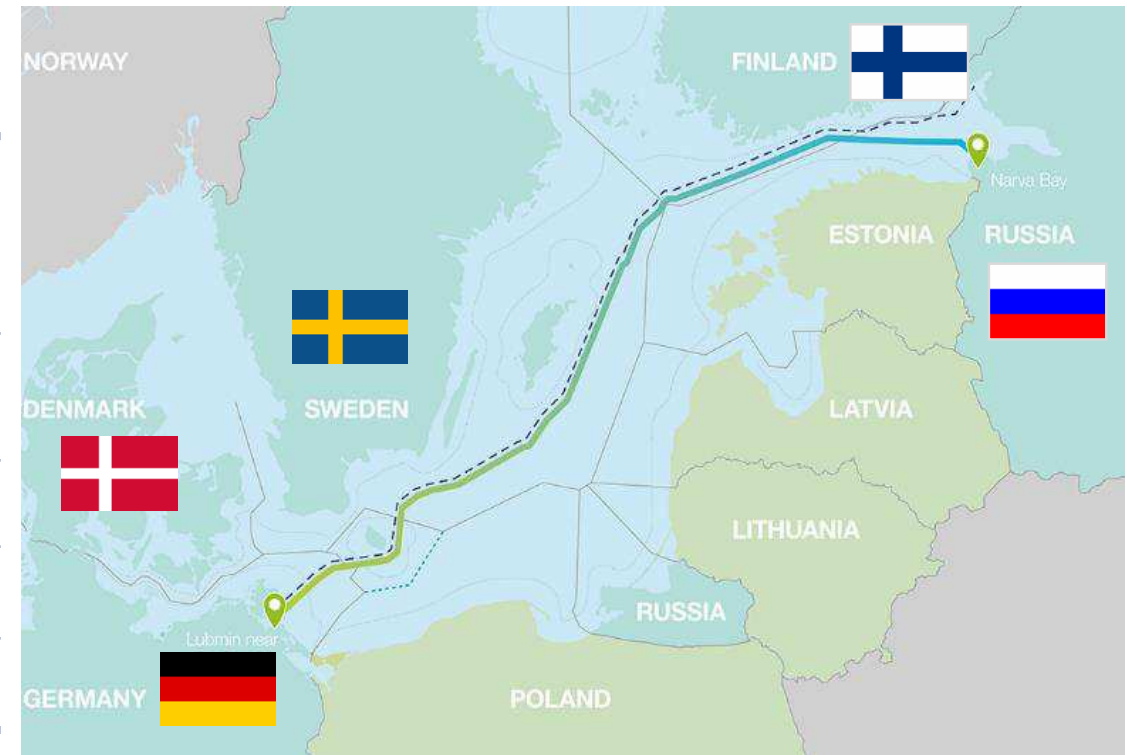 NORWAY
FINLAND
Narva Bay
ESTONIA
RUSSIA
DENMARK
SWEDEN
LATVIA
LITHUANIA
RUSSIA
Lubmin near
GERMANY
POLAND